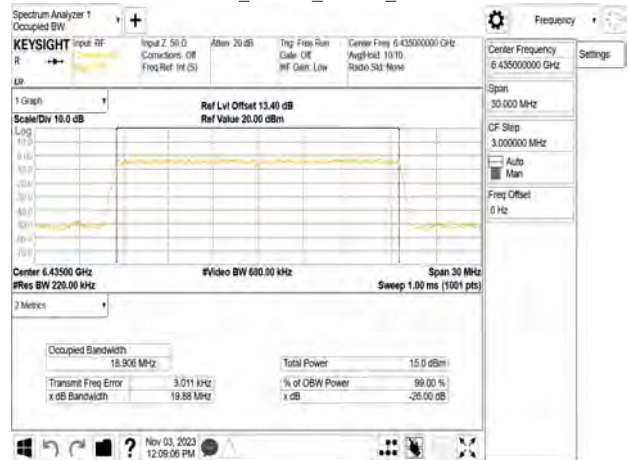 Spectrum Analyzer 1
Occupied BW
+
Frequency
KEYSIGHT
Input: RF
Input Z: 50 Ω
Atten: 20 dB
Trig: Free Run
Center Freq: 6.435000000 GHz
R
Corrections: Off
Gate: Off
Avg|Hold: 10/10
Freq Ref: Int (S)
#IF Gain: Low
Radio Std: None
Center Frequency
6.435000000 GHz
Settings
Span
30.000 MHz
CF Step
3.000000 MHz
Auto
Man
Freq Offset
0 Hz
1 Graph
Ref Lvl Offset 13.40 dB
Scale/Div 10.0 dB
Ref Value 20.00 dBm
Log
10.0
0.00
Center 6.43500 GHz
#Video BW 680.00 kHz
Span 30 MHz
#Res BW 220.00 kHz
Sweep 1.00 ms (1001 pts)
2 Metrics
Occupied Bandwidth
18.906 MHz
Total Power
15.0 dBm
Transmit Freq Error
3.011 kHz
% of OBW Power
99.00 %
x dB Bandwidth
19.88 MHz
x dB
-26.00 dB
?
Nov 03, 2023
12:09:06 PM